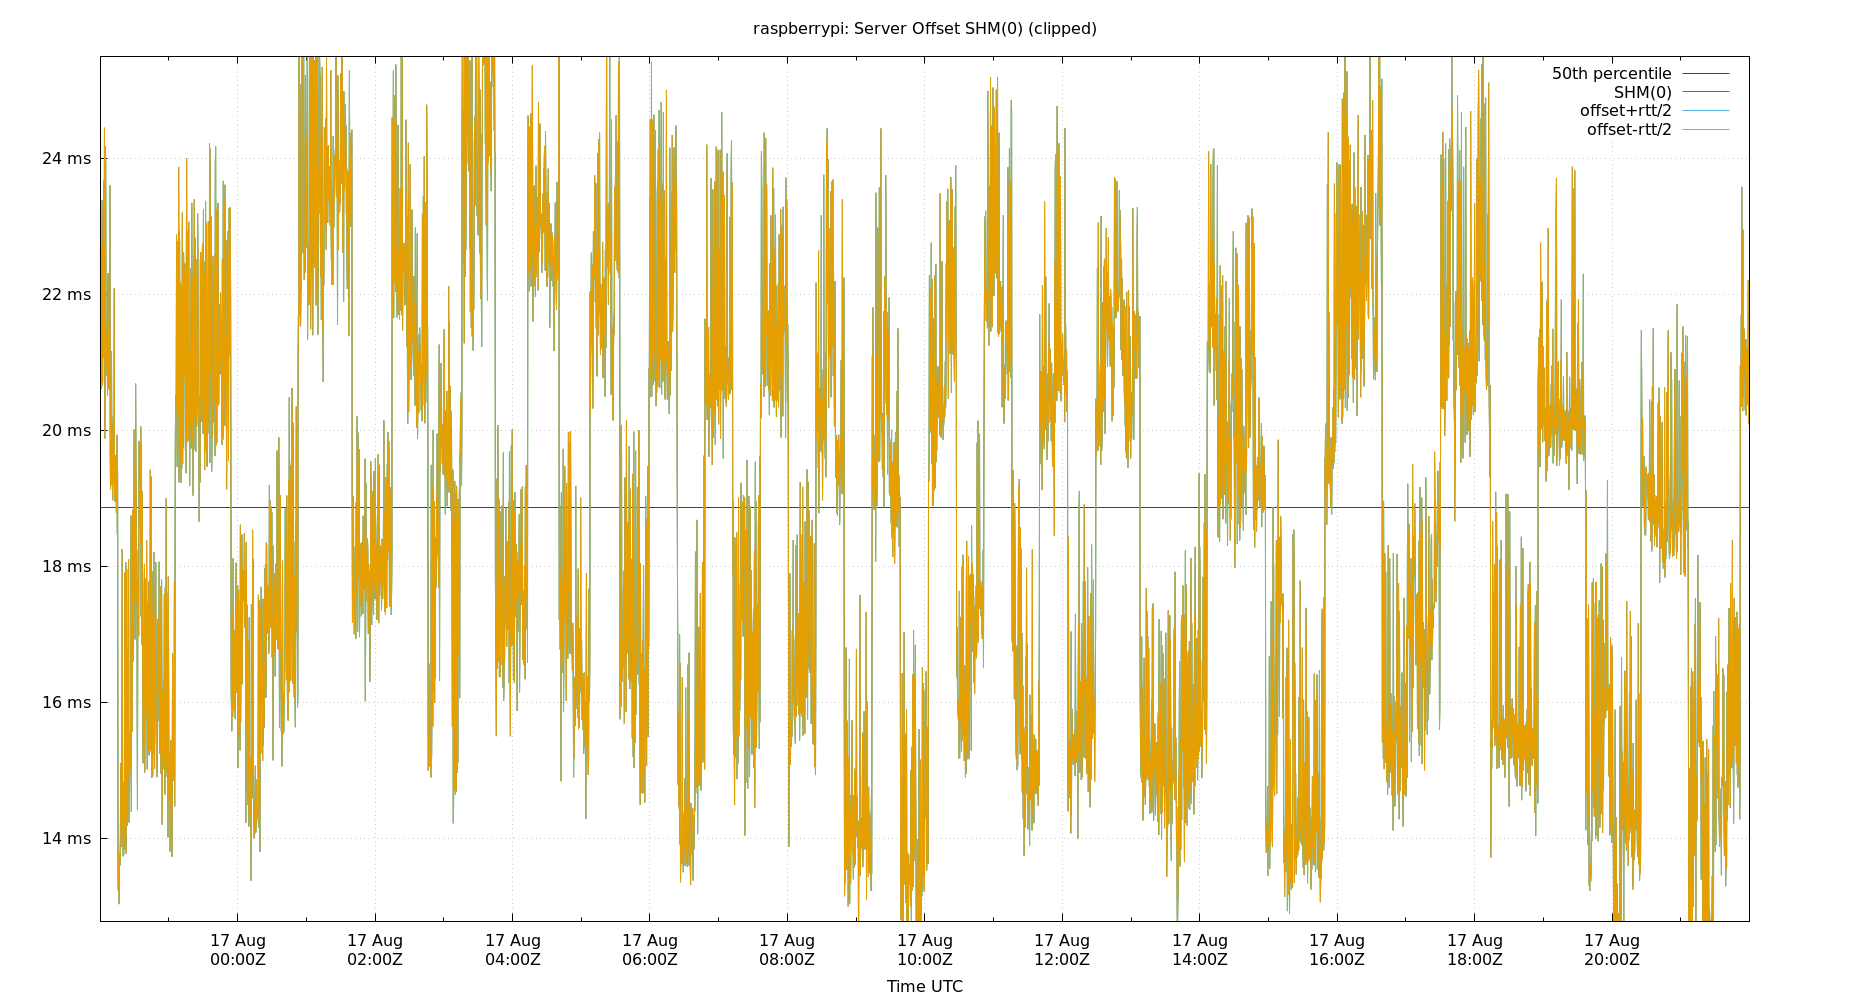 raspberrypi: Server Offset SHM(0) (clipped)
50th percentile
SHM(0)
offset+rtt/2
offset-rtt/2
24 ms
22 ms
20 ms
18 ms
16 ms
14 ms
17 Aug 17 Aug 17 Aug 17 Aug 17 Aug 17 Aug 17 Aug 17 Aug 17 Aug 17 Aug 17 Aug
00:00Z 02:00Z 04:00Z 06:00Z 08:00Z 10:00Z 12:00Z 14:00Z 16:00Z 18:00Z 20:00Z
Time UTC